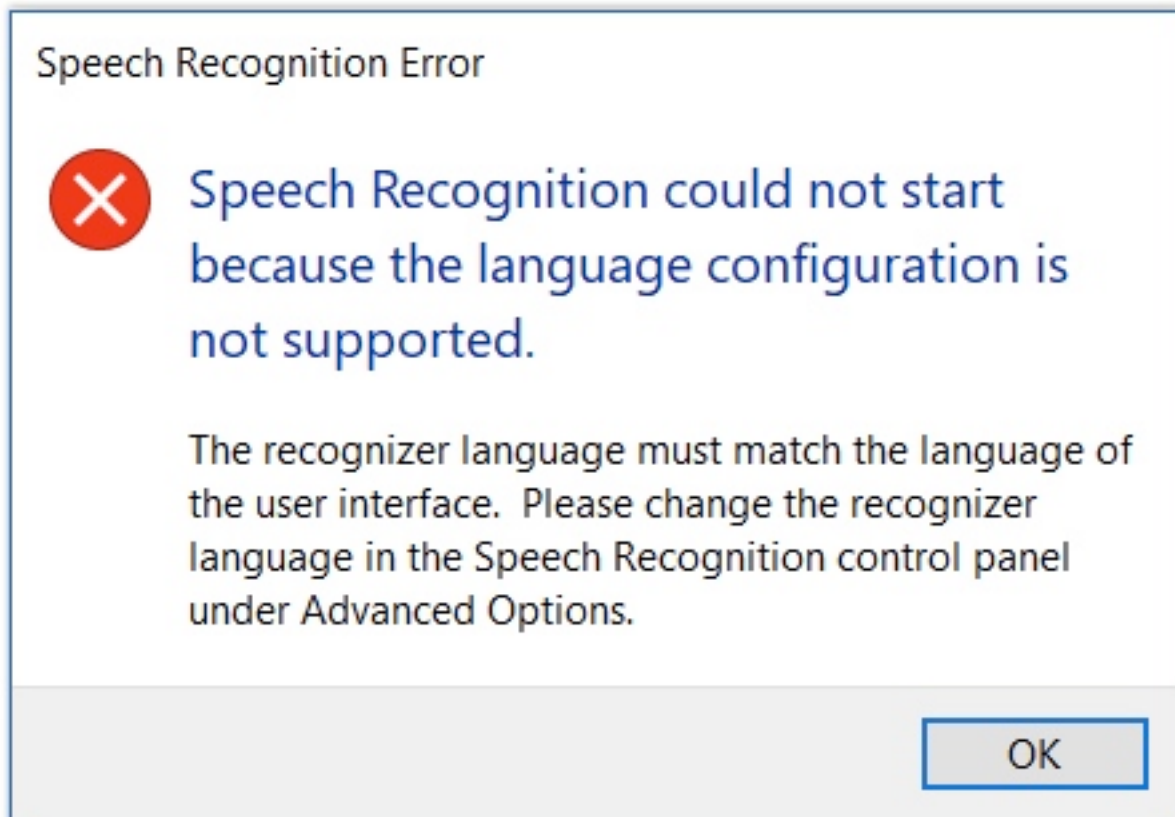 Speech Recognition Error
Speech Recognition could not start
because the language configuration is
not supported.
The recognizer language must match the language of
the user interface.  Please change the recognizer
language in the Speech Recognition control panel
under Advanced Options.
OK